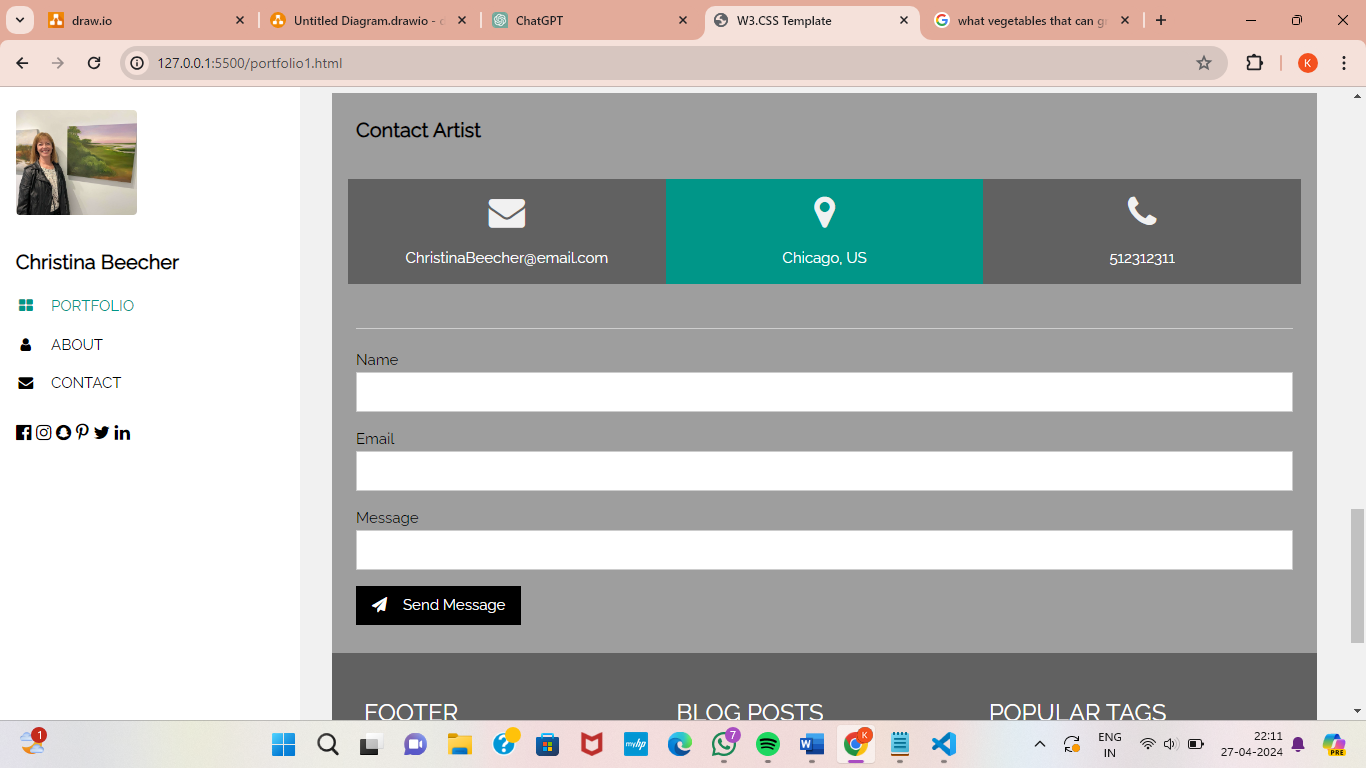 draw.io
Untitled Diagram.drawio - d
ChatGPT
W3.CSS Template
what vegetables that can g
127.0.0.1:5500/portfolio1.html
K
Contact Artist
ChristinaBeecher@email.com
Chicago, US
512312311
Christina Beecher
PORTFOLIO
ABOUT
CONTACT
Name
Email
Message
Send Message
FOOTER
BLOG POSTS
POPULAR TAGS
1
myhp
7
K
ENG
IN
22:11
27-04-2024
PRE